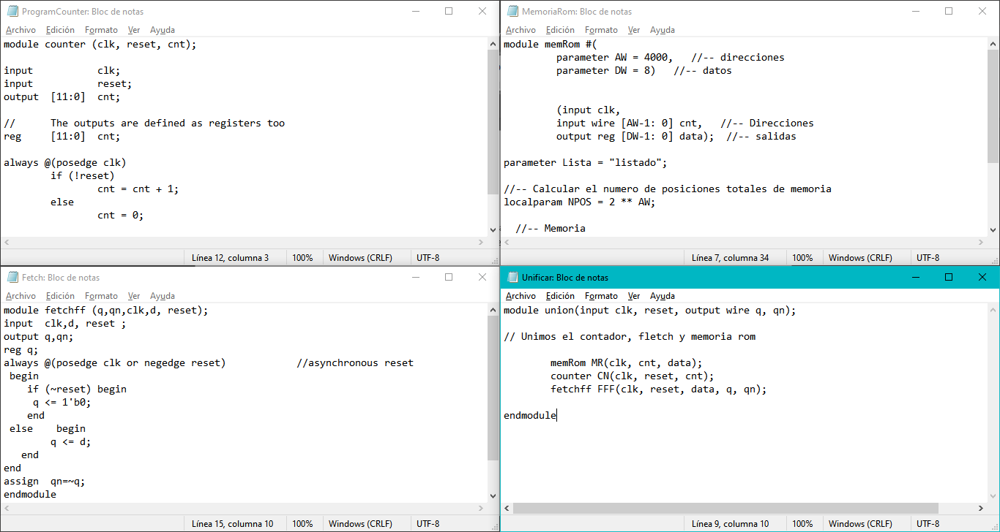 ProgramCounter: Bloc de notas
Archivo Edición Formato Ver Ayuda
module counter (clk, reset, cnt);
input clk;
input reset;
output [11:0] cnt;
// The outputs are defined as registers too
reg [11:0] cnt;
always @(posedge clk)
if (!reset)
cnt = cnt + 1;
else
cnt = 0;
Línea 12, columna 3 100% Windows (CRLF) UTF-8
MemoriaRom: Bloc de notas
Archivo Edición Formato Ver Ayuda
module memRom #(
parameter AW = 4000, //-- direcciones
parameter DW = 8) //-- datos
(input clk,
input wire [AW-1: 0] cnt, //-- Direcciones
output reg [DW-1: 0] data); //-- salidas
parameter Lista = "listado";
//-- Calcular el numero de posiciones totales de memoria
localparam NPOS = 2 ** AW;
//-- Memoria
Línea 7, columna 34 100% Windows (CRLF) UTF-8
Fetch: Bloc de notas
Archivo Edición Formato Ver Ayuda
module fetchff (q,qn,clk,d, reset);
input clk,d, reset ;
output q,qn;
reg q;
always @(posedge clk or negedge reset) //asynchronous reset
begin
if (~reset) begin
q <= 1'b0;
end
else begin
q <= d;
end
end
assign qn=~q;
endmodule
Línea 15, columna 10 100% Windows (CRLF) UTF-8
Unificar: Bloc de notas
Archivo Edición Formato Ver Ayuda
module union(input clk, reset, output wire q, qn);
// Unimos el contador, fletch y memoria rom
memRom MR(clk, cnt, data);
counter CN(clk, reset, cnt);
fetchff FFF(clk, reset, data, q, qn);
endmodule
Línea 9, columna 10 100% Windows (CRLF) UTF-8